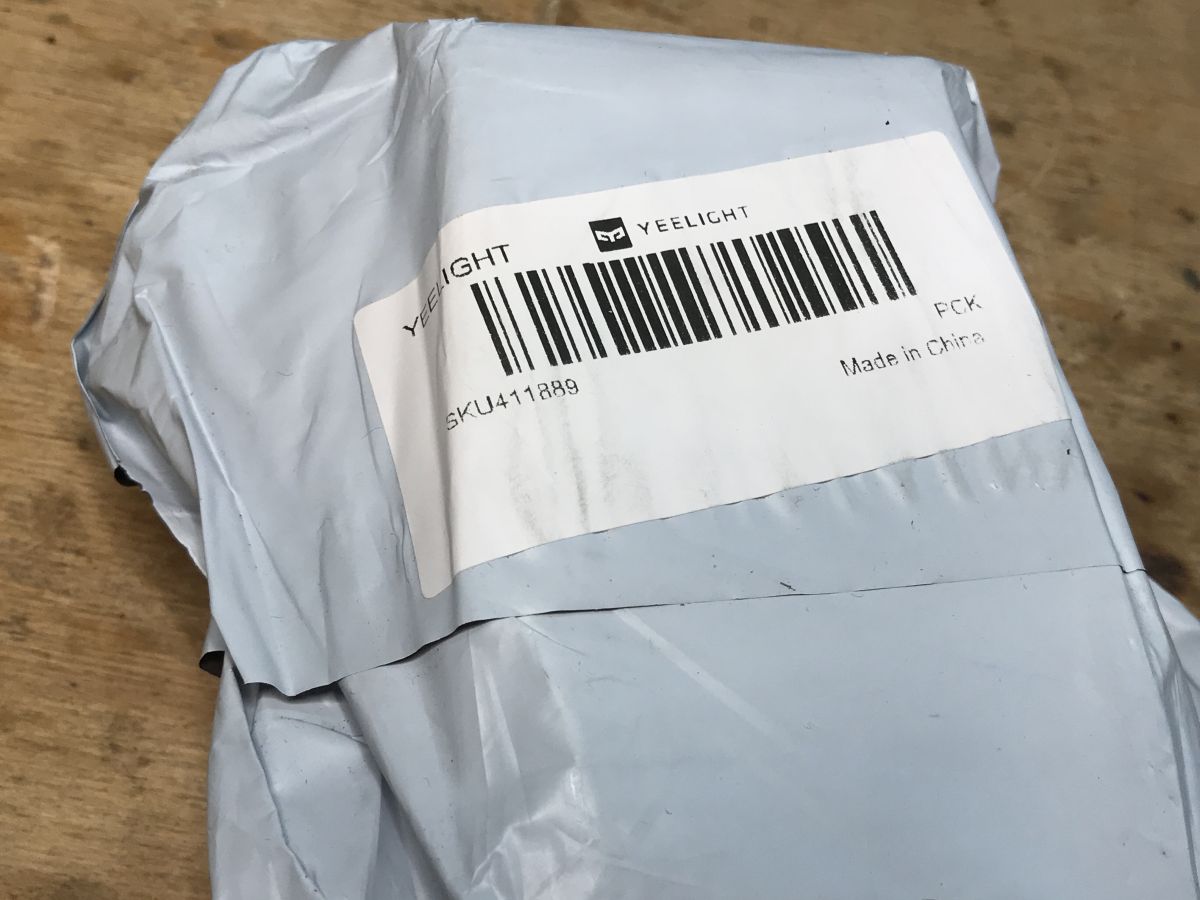 YEELIGHT
YEELIGHT
SKU411889
PCK
Made in China